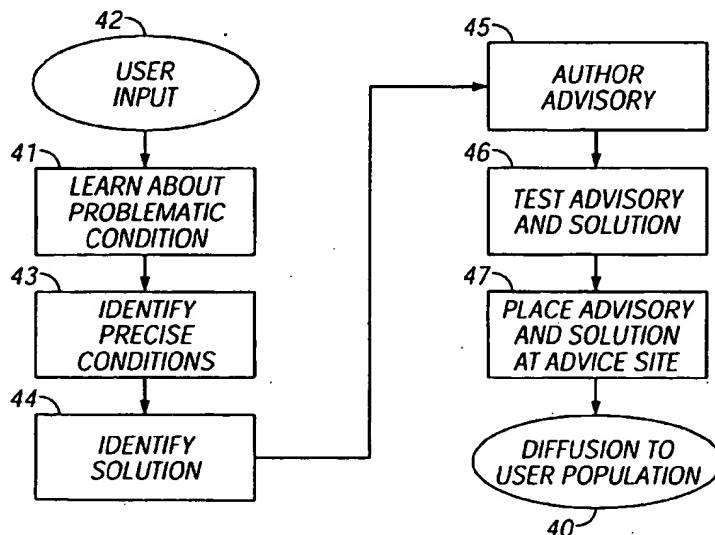 42
USER
INPUT
41
LEARN ABOUT
PROBLEMATIC
CONDITION
43
IDENTIFY
PRECISE
CONDITIONS
44
IDENTIFY
SOLUTION
45
AUTHOR
ADVISORY
46
TEST ADVISORY
AND SOLUTION
47
PLACE ADVISORY
AND SOLUTION
AT ADVICE SITE
DIFFUSION TO
USER POPULATION
40